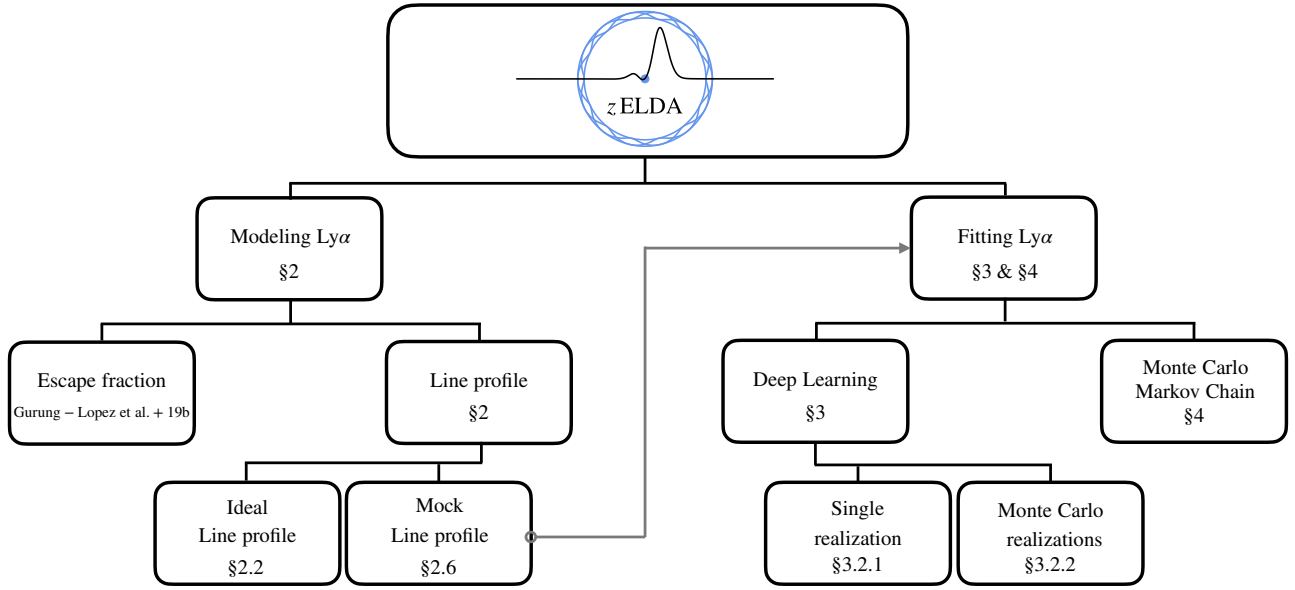 zELDA
Modeling Lyα
§2
Fitting Lyα
§3 & §4
Escape fraction
Gurung – Lopez et al. + 19b
Line profile
§2
Deep Learning
§3
Monte Carlo
Markov Chain
§4
Ideal
Line profile
§2.2
Mock
Line profile
§2.6
Single
realization
§3.2.1
Monte Carlo
realizations
§3.2.2